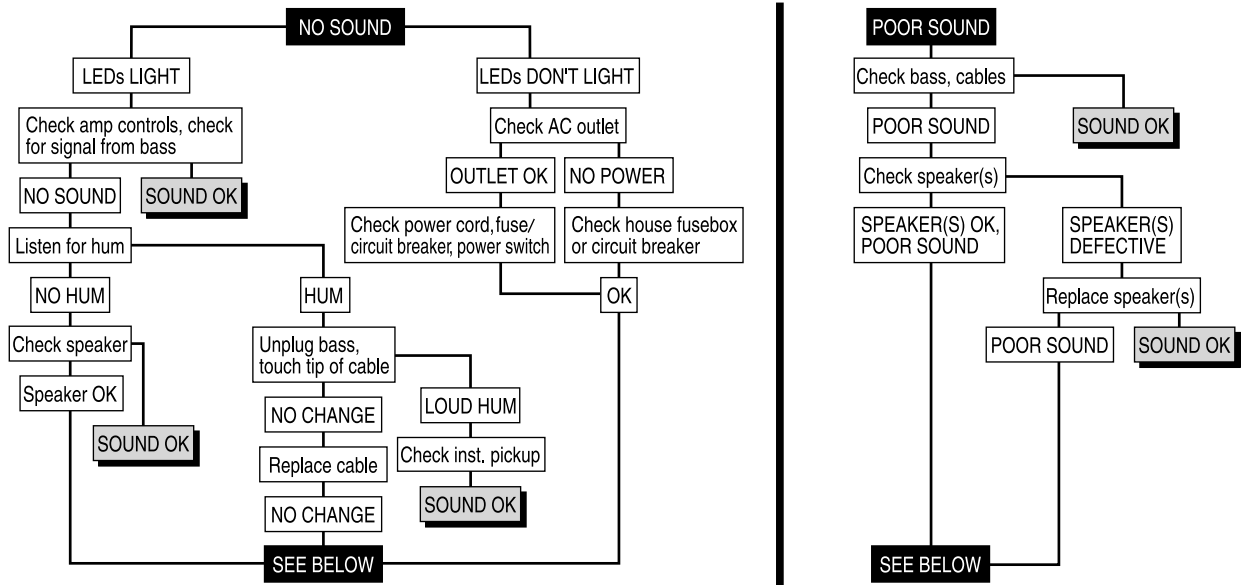 NO SOUND
LEDs LIGHT
LEDs DON'T LIGHT
Check amp controls, check
for signal from bass
Check AC outlet
NO SOUND
SOUND OK
OUTLET OK
NO POWER
Listen for hum
Check power cord,fuse/
circuit breaker, power switch
Check house fusebox
or circuit breaker
NO HUM
HUM
OK
Check speaker
Unplug bass,
touch tip of cable
Speaker OK
NO CHANGE
LOUD HUM
SOUND OK
Replace cable
Check inst. pickup
NO CHANGE
SOUND OK
SEE BELOW
POOR SOUND
Check bass, cables
POOR SOUND
SOUND OK
Check speaker(s)
SPEAKER(S) OK,
POOR SOUND
SPEAKER(S)
DEFECTIVE
Replace speaker(s)
POOR SOUND
SOUND OK
SEE BELOW